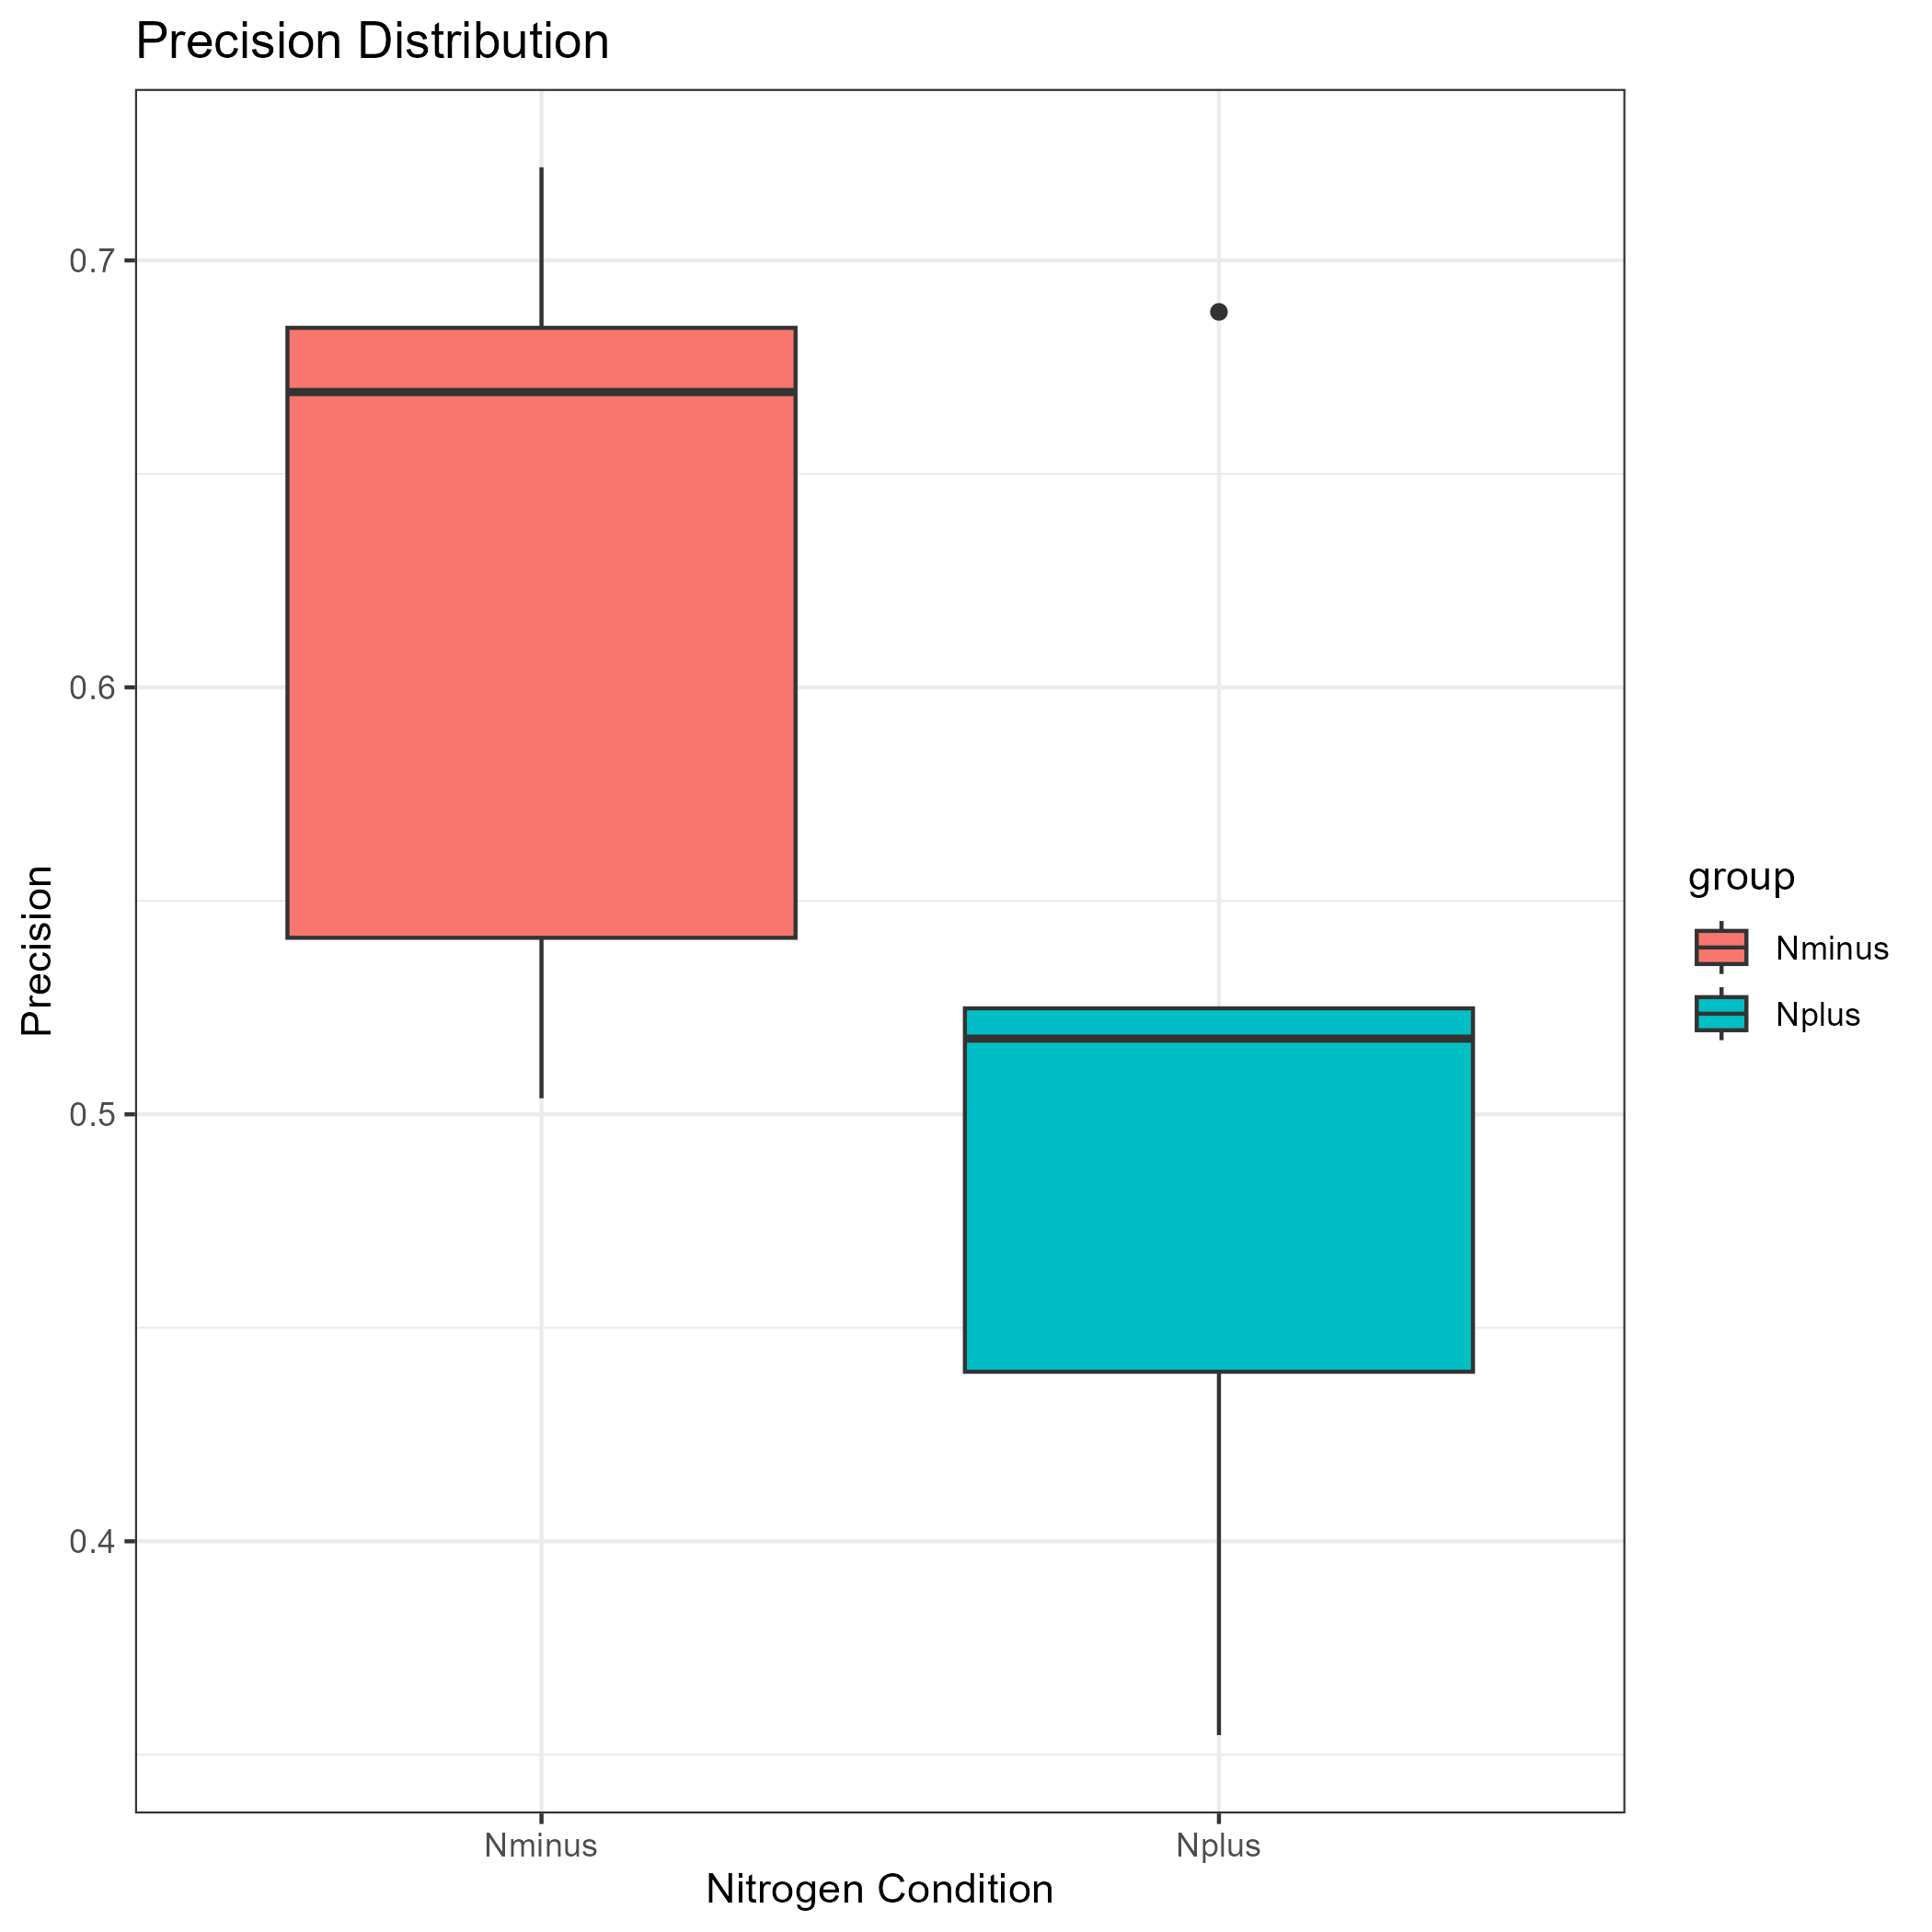 Precision Distribution
0.7
0.6
0.5
0.4
Precision
Nminus
Nplus
Nitrogen Condition
group
Nminus
Nplus